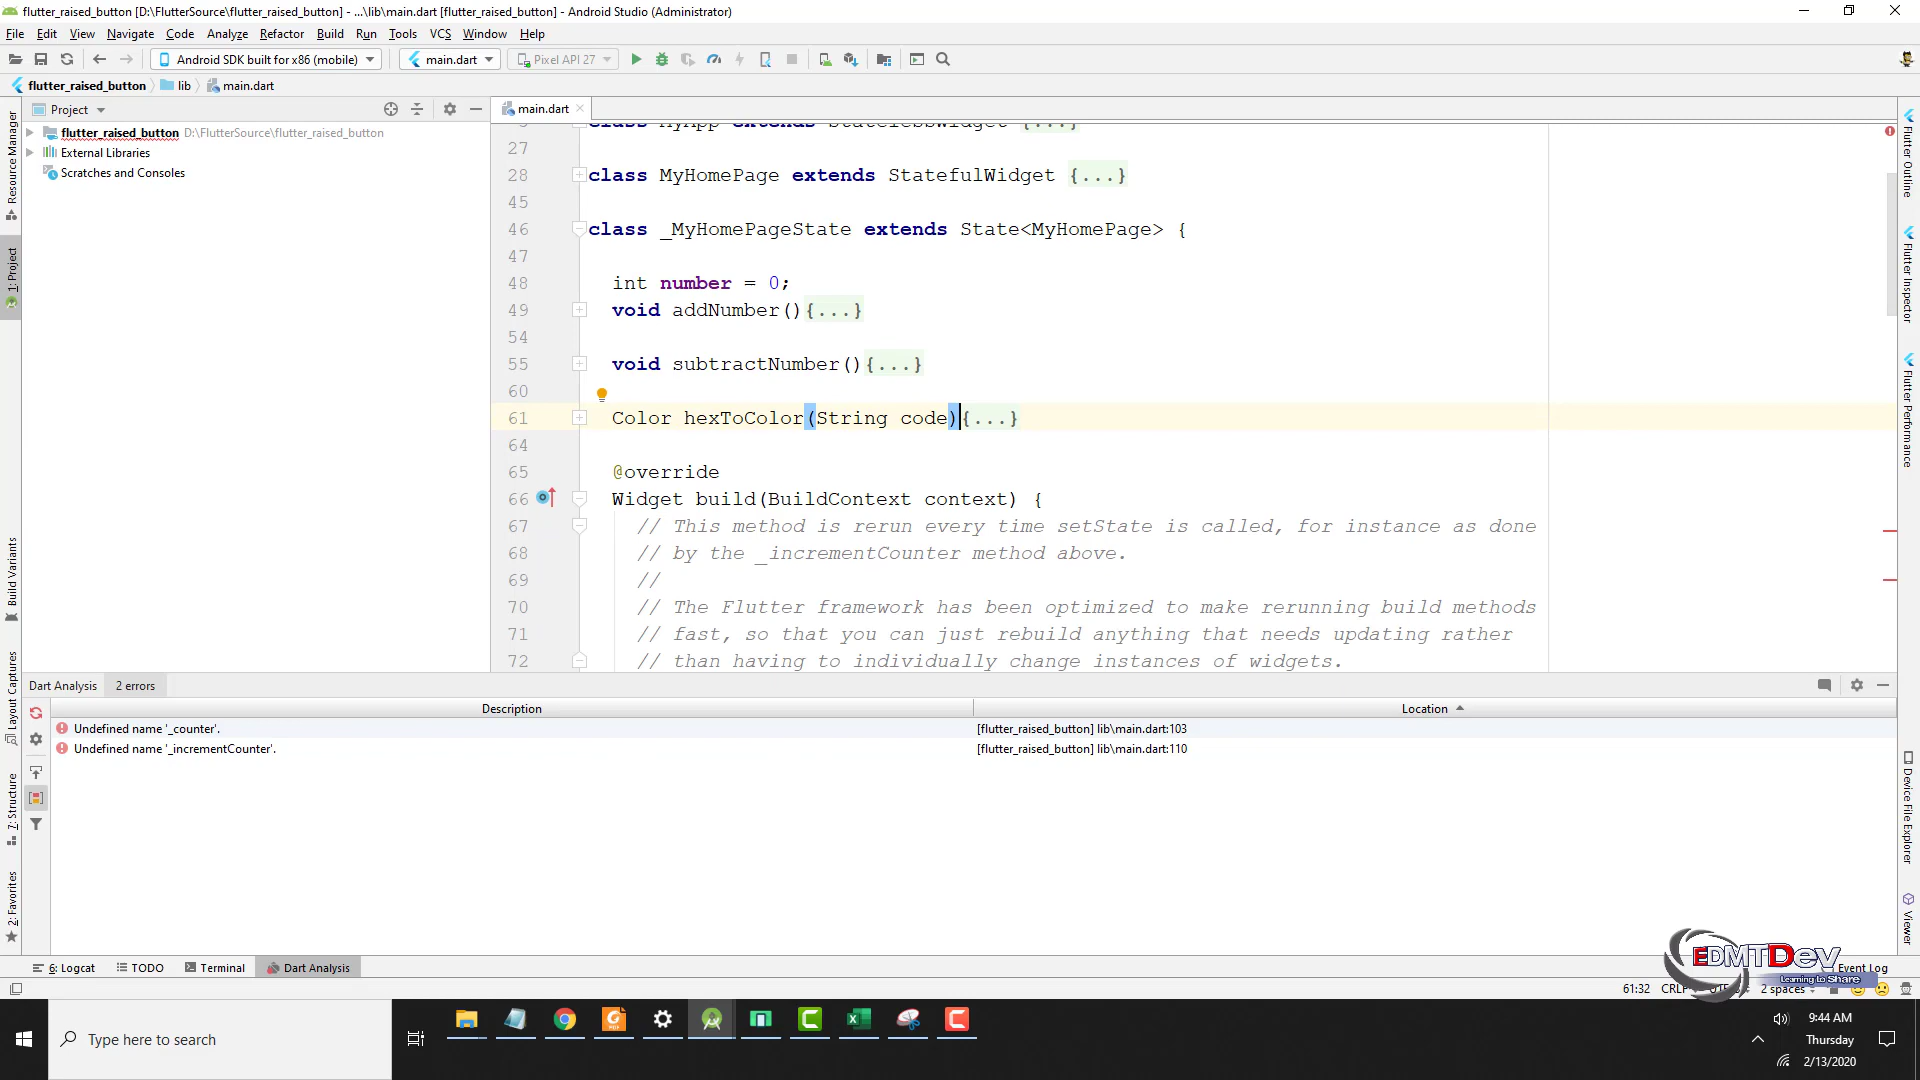 flutter_raised_button [D:\FlutterSource\flutter_raised_button] - ...\lib\main.dart [flutter_raised_button] - Android Studio (Administrator)
File Edit View Navigate Code Analyze Refactor Build Run Tools VCS Window Help
Android SDK built for x86 (mobile) main.dart Pixel API 27
flutter_raised_button lib main.dart
Project
main.dart
flutter_raised_button D:\FlutterSource\flutter_raised_button
External Libraries
Scratches and Consoles
class MyApp extends StatelessWidget {...}
27
28 class MyHomePage extends StatefulWidget {...}
45
46 class _MyHomePageState extends State<MyHomePage> {
47
48 int number = 0;
49 void addNumber(){...}
54
55 void subtractNumber(){...}
60
61 Color hexToColor(String code){...}
64
65 @override
66 Widget build(BuildContext context) {
67 // This method is rerun every time setState is called, for instance as done
68 // by the _incrementCounter method above.
69 //
70 // The Flutter framework has been optimized to make rerunning build methods
71 // fast, so that you can just rebuild anything that needs updating rather
72 // than having to individually change instances of widgets.
Resource Manager
1: Project
Build Variants
Layout Captures
7: Structure
2: Favorites
Flutter Outline
Flutter Inspector
Flutter Performance
Device File Explorer
Viewer
Dart Analysis 2 errors
Description Location
Undefined name '_counter'. [flutter_raised_button] lib\main.dart:103
Undefined name '_incrementCounter'. [flutter_raised_button] lib\main.dart:110
6: Logcat TODO Terminal Dart Analysis Event Log
EDMTDev
Learning to Share
61:32 CRLF 2 spaces
Type here to search
9:44 AM
Thursday
2/13/2020